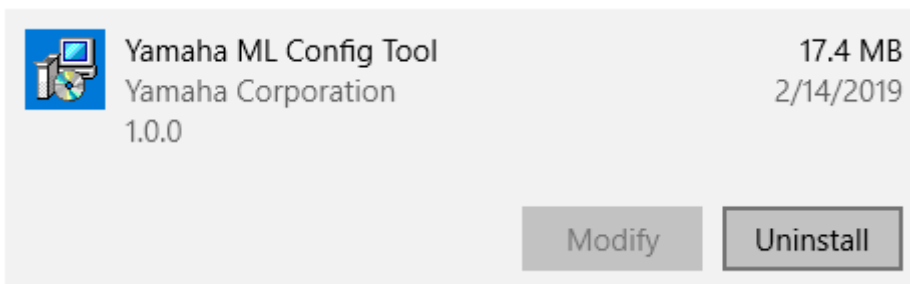 Yamaha ML Config Tool 17.4 MB
Yamaha Corporation 2/14/2019
1.0.0
Modify Uninstall